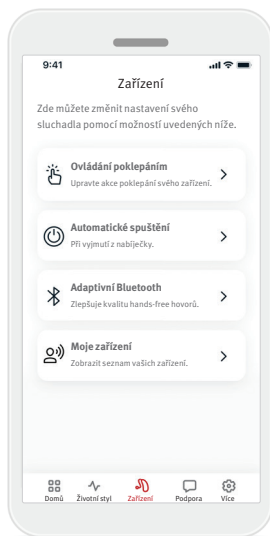 9:41
Zařízení
Zde můžete změnit nastavení svého
sluchadla pomocí možností uvedených níže.
Ovládání poklepáním
Upravte akce poklepání svého zařízení.
Automatické spuštění
Při vyjmutí z nabíječky.
Adaptivní Bluetooth
Zlepšuje kvalitu hands-free hovorů.
Moje zařízení
Zobrazit seznam vašich zařízení.
Domů Životní styl Zařízení Podpora Více